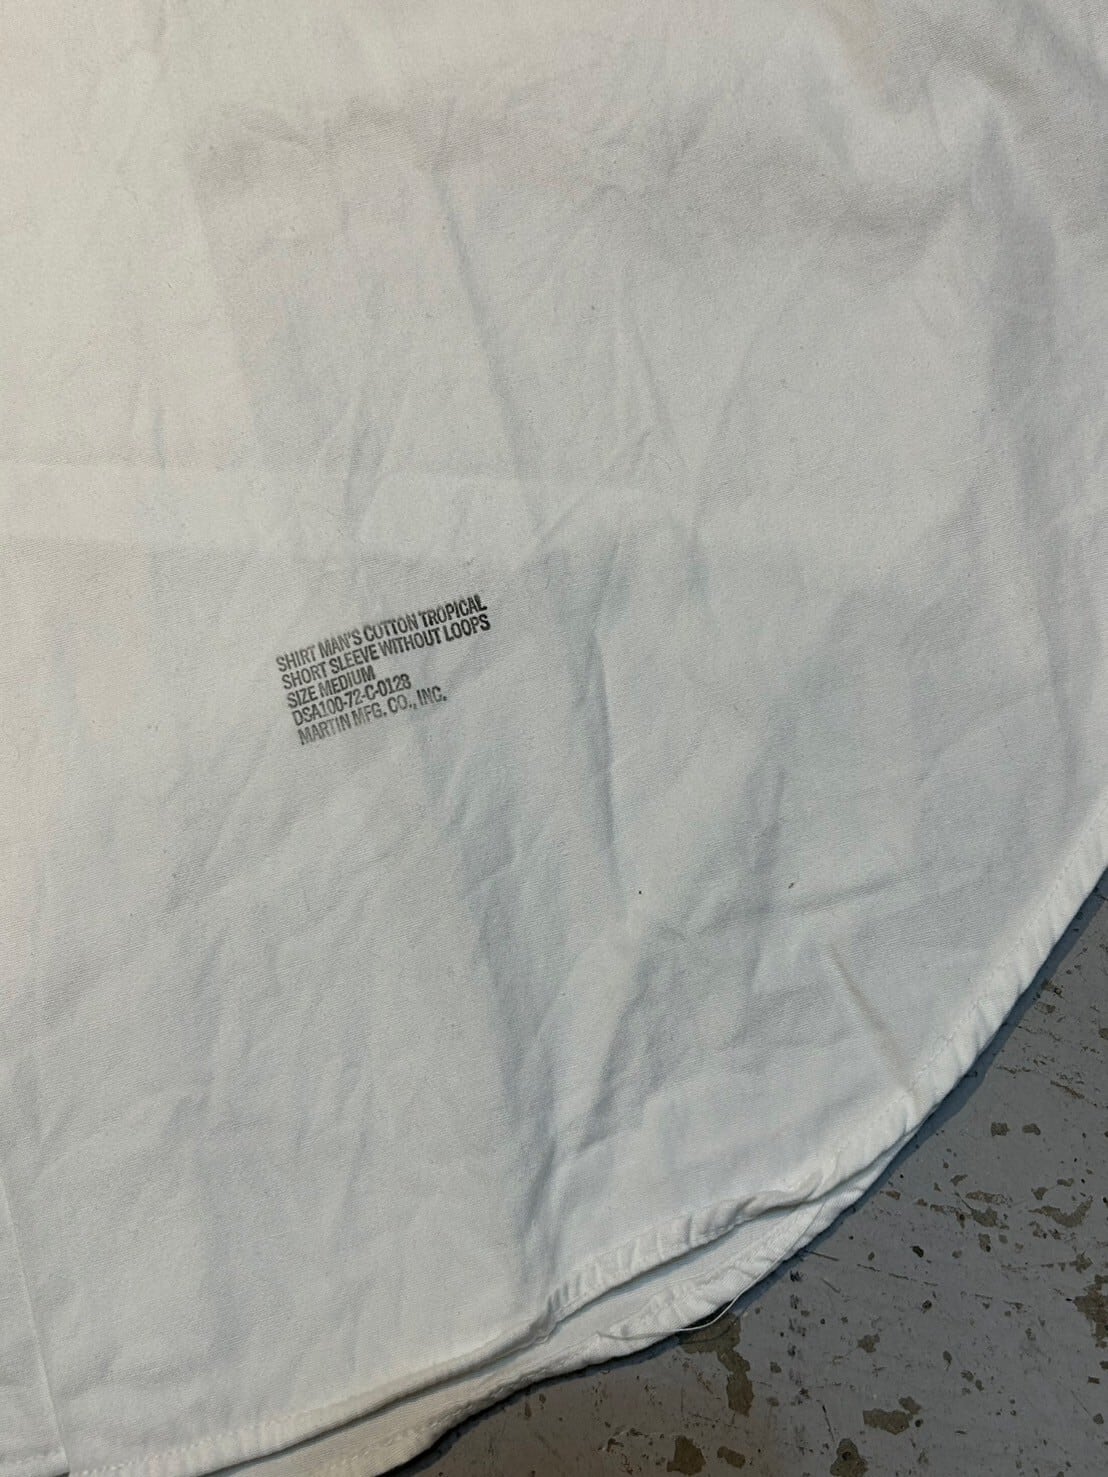 SHIRT MAN'S COTTON TROPICAL
SHORT SLEEVE WITHOUT LOOPS
SIZE MEDIUM
DSA100-72-C-0128
MARTIN MFG. CO., INC.